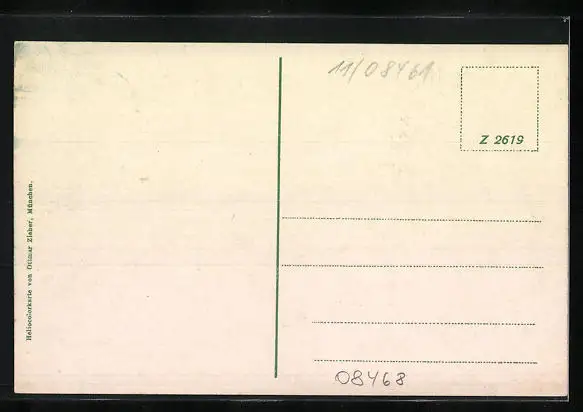 11/08461
Z 2619
Heliocolorkarte von Ottmar Zieher, München.
08468